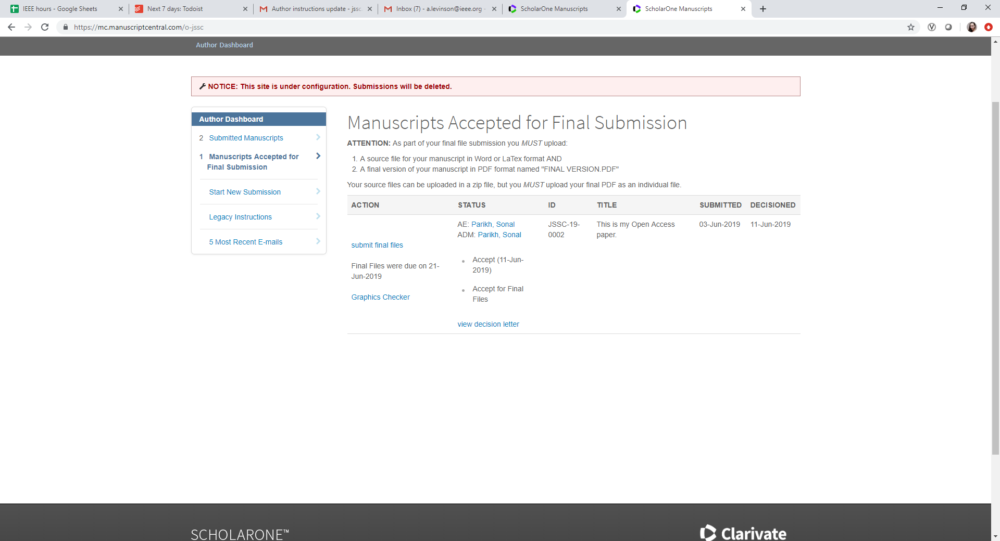 IEEE hours - Google Sheets
Next 7 days: Todoist
Author instructions update - jssc
Inbox (7) - a.levinson@ieee.org -
ScholarOne Manuscripts
ScholarOne Manuscripts
https://mc.manuscriptcentral.com/o-jssc
Author Dashboard
NOTICE: This site is under configuration. Submissions will be deleted.
Author Dashboard
2 Submitted Manuscripts
1 Manuscripts Accepted for
Final Submission
Start New Submission
Legacy Instructions
5 Most Recent E-mails
Manuscripts Accepted for Final Submission
ATTENTION: As part of your final file submission you MUST upload:
1. A source file for your manuscript in Word or LaTex format AND
2. A final version of your manuscript in PDF format named "FINAL VERSION.PDF"
Your source files can be uploaded in a zip file, but you MUST upload your final PDF as an individual file.
ACTION STATUS ID TITLE SUBMITTED DECISIONED
submit final files
Final Files were due on 21-
Jun-2019
Graphics Checker
AE: Parikh, Sonal
ADM: Parikh, Sonal
Accept (11-Jun-
2019)
Accept for Final
Files
view decision letter
JSSC-19-
0002
This is my Open Access
paper.
03-Jun-2019
11-Jun-2019
SCHOLARONE™
Clarivate